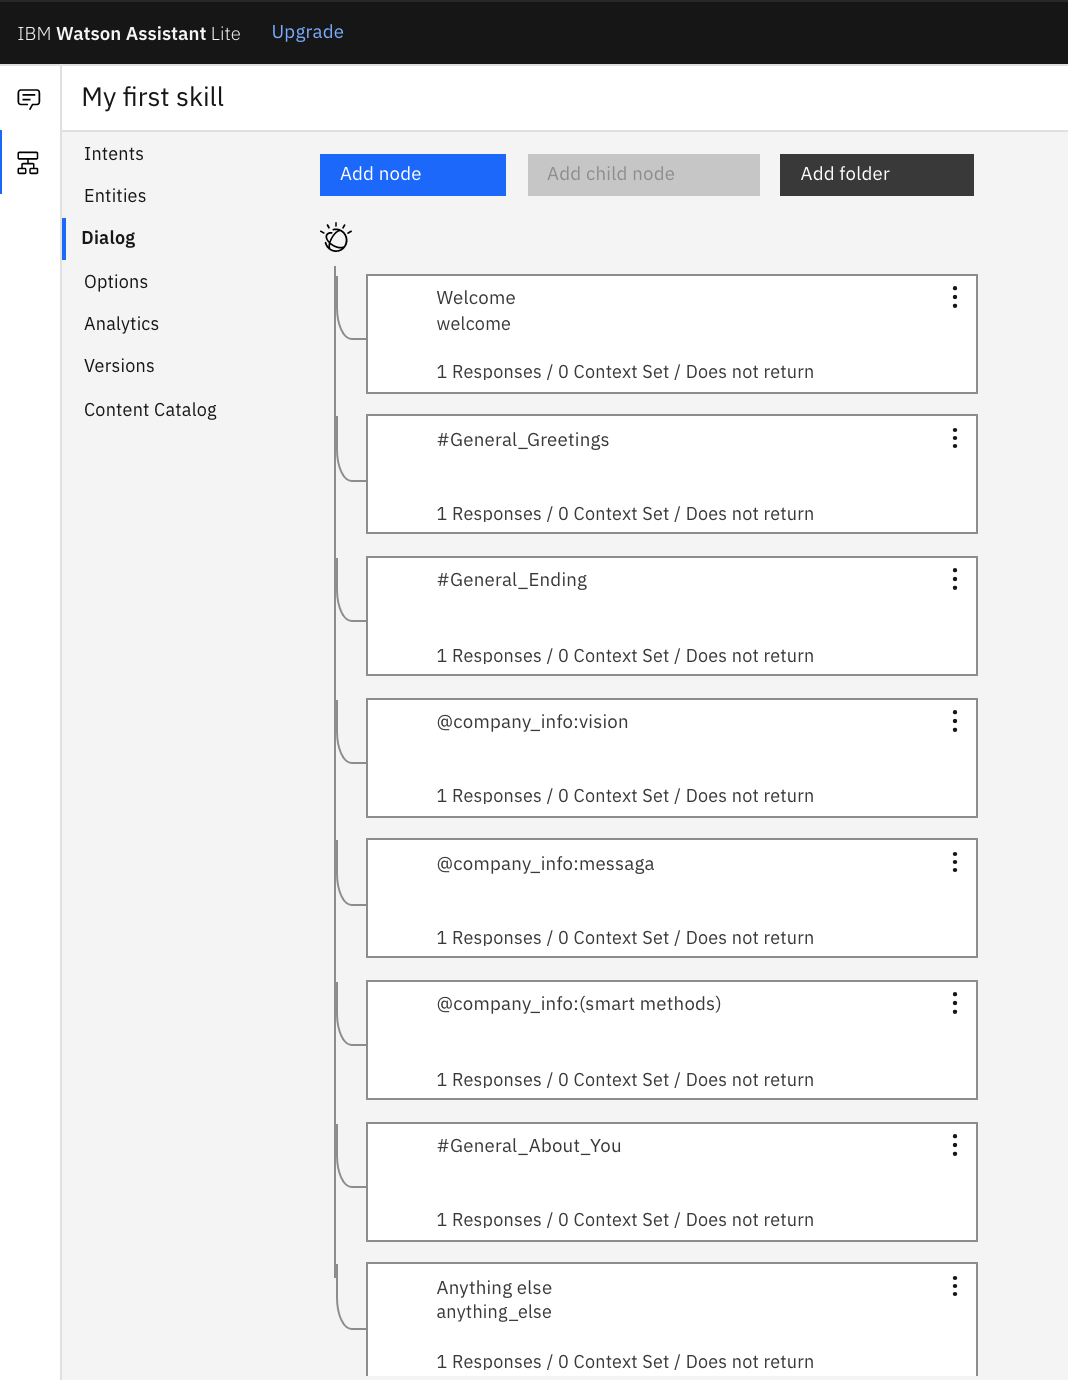 IBM Watson Assistant Lite Upgrade
My first skill
Intents
Entities
Dialog
Options
Analytics
Versions
Content Catalog
Add node
Add child node
Add folder
Welcome
welcome
1 Responses / 0 Context Set / Does not return
#General_Greetings
1 Responses / 0 Context Set / Does not return
#General_Ending
1 Responses / 0 Context Set / Does not return
@company_info:vision
1 Responses / 0 Context Set / Does not return
@company_info:messaga
1 Responses / 0 Context Set / Does not return
@company_info:(smart methods)
1 Responses / 0 Context Set / Does not return
#General_About_You
1 Responses / 0 Context Set / Does not return
Anything else
anything_else
1 Responses / 0 Context Set / Does not return